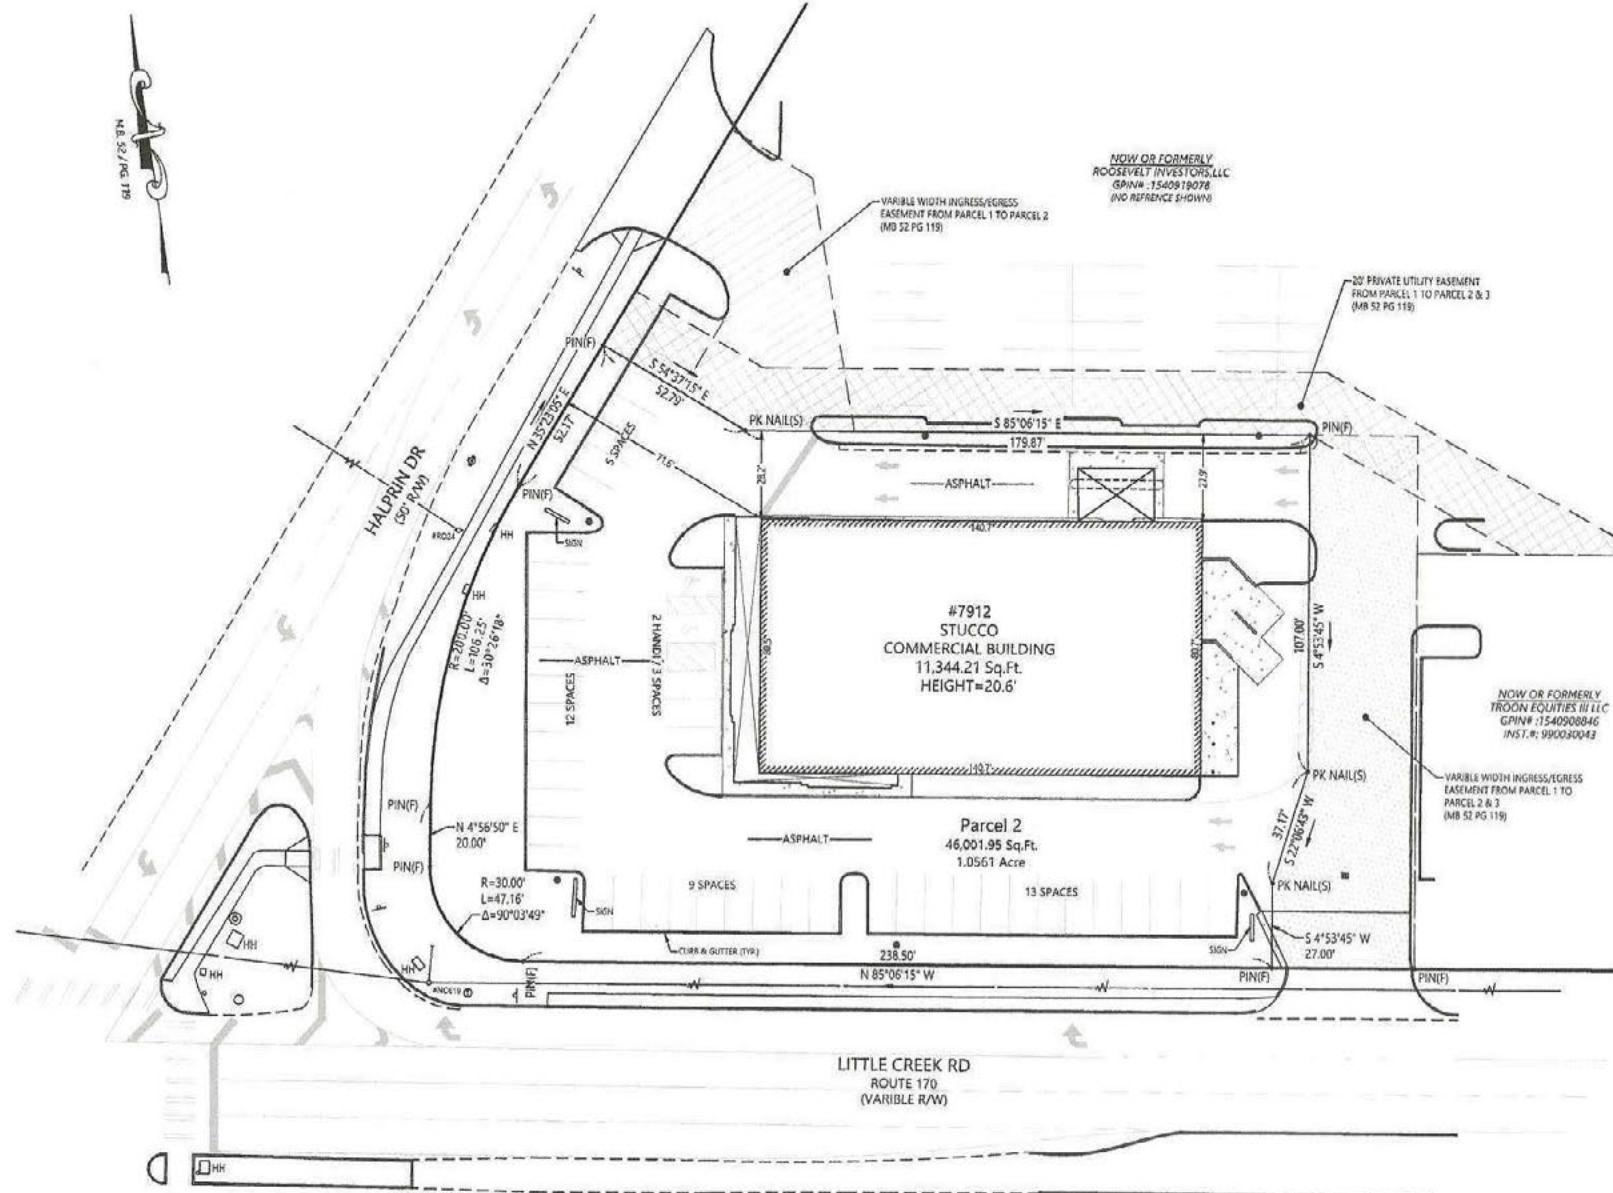 M.B. 52 / PG. 119
NOW OR FORMERLY
ROOSEVELT INVESTORS,LLC
GPIN# :1540919078
(NO REFRENCE SHOWN)
VARIBLE WIDTH INGRESS/EGRESS
EASEMENT FROM PARCEL 1 TO PARCEL 2
(MB 52 PG 119)
20' PRIVATE UTILITY EASEMENT
FROM PARCEL 1 TO PARCEL 2 & 3
(MB 52 PG 119)
PIN(F)
S 54°37'15" E
52.79'
N 35°23'05" E
52.17'
5 SPACES
71.6'
PK NAIL(S)
S 85°06'15" E
179.87'
PIN(F)
28.2'
27.9'
ASPHALT
HALPRIN DR
(50' R/W)
PIN(F)
SIGN
HH
HH
R=200.00'
L=106.25'
Δ=30°26'18"
ASPHALT
12 SPACES
2 HANDI / 3 SPACES
140.7'
80.5'
#7912
STUCCO
COMMERCIAL BUILDING
11,344.21 Sq.Ft.
HEIGHT=20.6'
80.7'
140.7'
107.00'
S 4°53'45" W
NOW OR FORMERLY
TROON EQUITIES III LLC
GPIN# :1540908846
INST.#: 990030043
PK NAIL(S)
VARIBLE WIDTH INGRESS/EGRESS
EASEMENT FROM PARCEL 1 TO
PARCEL 2 & 3
(MB 52 PG 119)
37.17'
S 22°06'43" W
PIN(F)
N 4°56'50" E
20.00'
PIN(F)
ASPHALT
Parcel 2
46,001.95 Sq.Ft.
1.0561 Acre
R=30.00'
L=47.16'
Δ=90°03'49"
9 SPACES
13 SPACES
PK NAIL(S)
SIGN
CURB & GUTTER (TYP.)
238.50'
N 85°06'15" W
SIGN
S 4°53'45" W
27.00'
PIN(F)
PIN(F)
PIN(F)
HH
HH
HH
LITTLE CREEK RD
ROUTE 170
(VARIBLE R/W)
HH